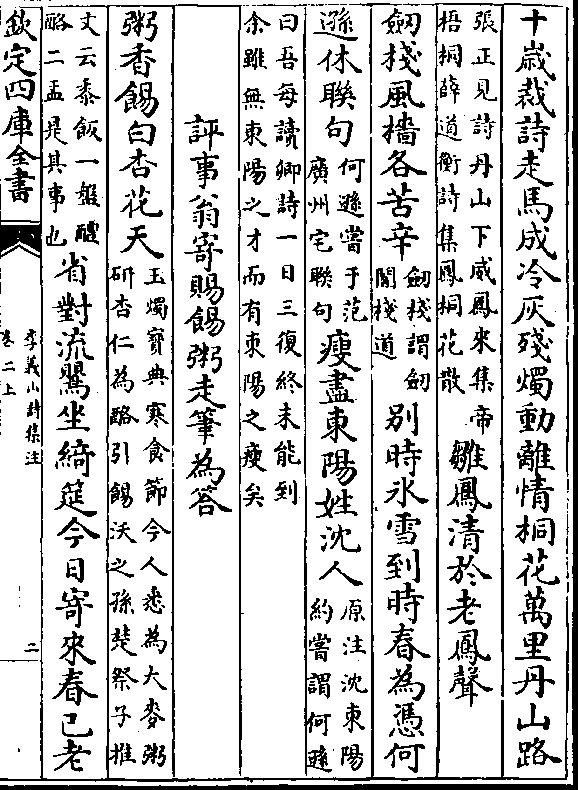 十歳裁詩走馬成冷灰殘燭動離情桐花萬里丹山路
張正見詩丹山下威鳳來集帝
梧桐薛道衡詩集鳳桐花散
雛鳳清於老鳳聲
劒棧風檣各苦辛
劒棧謂劒
閣棧道
别時氷雪到時春為憑何
遜休聯句
何遜嘗于范
廣州宅聯句
瘦盡東陽姓沈人
原注沈東陽
約嘗謂何遜
曰吾每讀卿詩一日三復終未能到
余雖無東陽之才而有東陽之瘦矣
評事翁寄賜餳粥走筆為答
粥香餳白杏花天
玉燭寶典寒食節今人悉為大麥粥
研杏仁為酪引餳沃之孫楚祭子推
文云黍飯一盤醴
酪二盂是其事也
省對流鶯坐綺筵今日寄來春已老
欽定四庫全書
李義山詩集注
卷二上
二